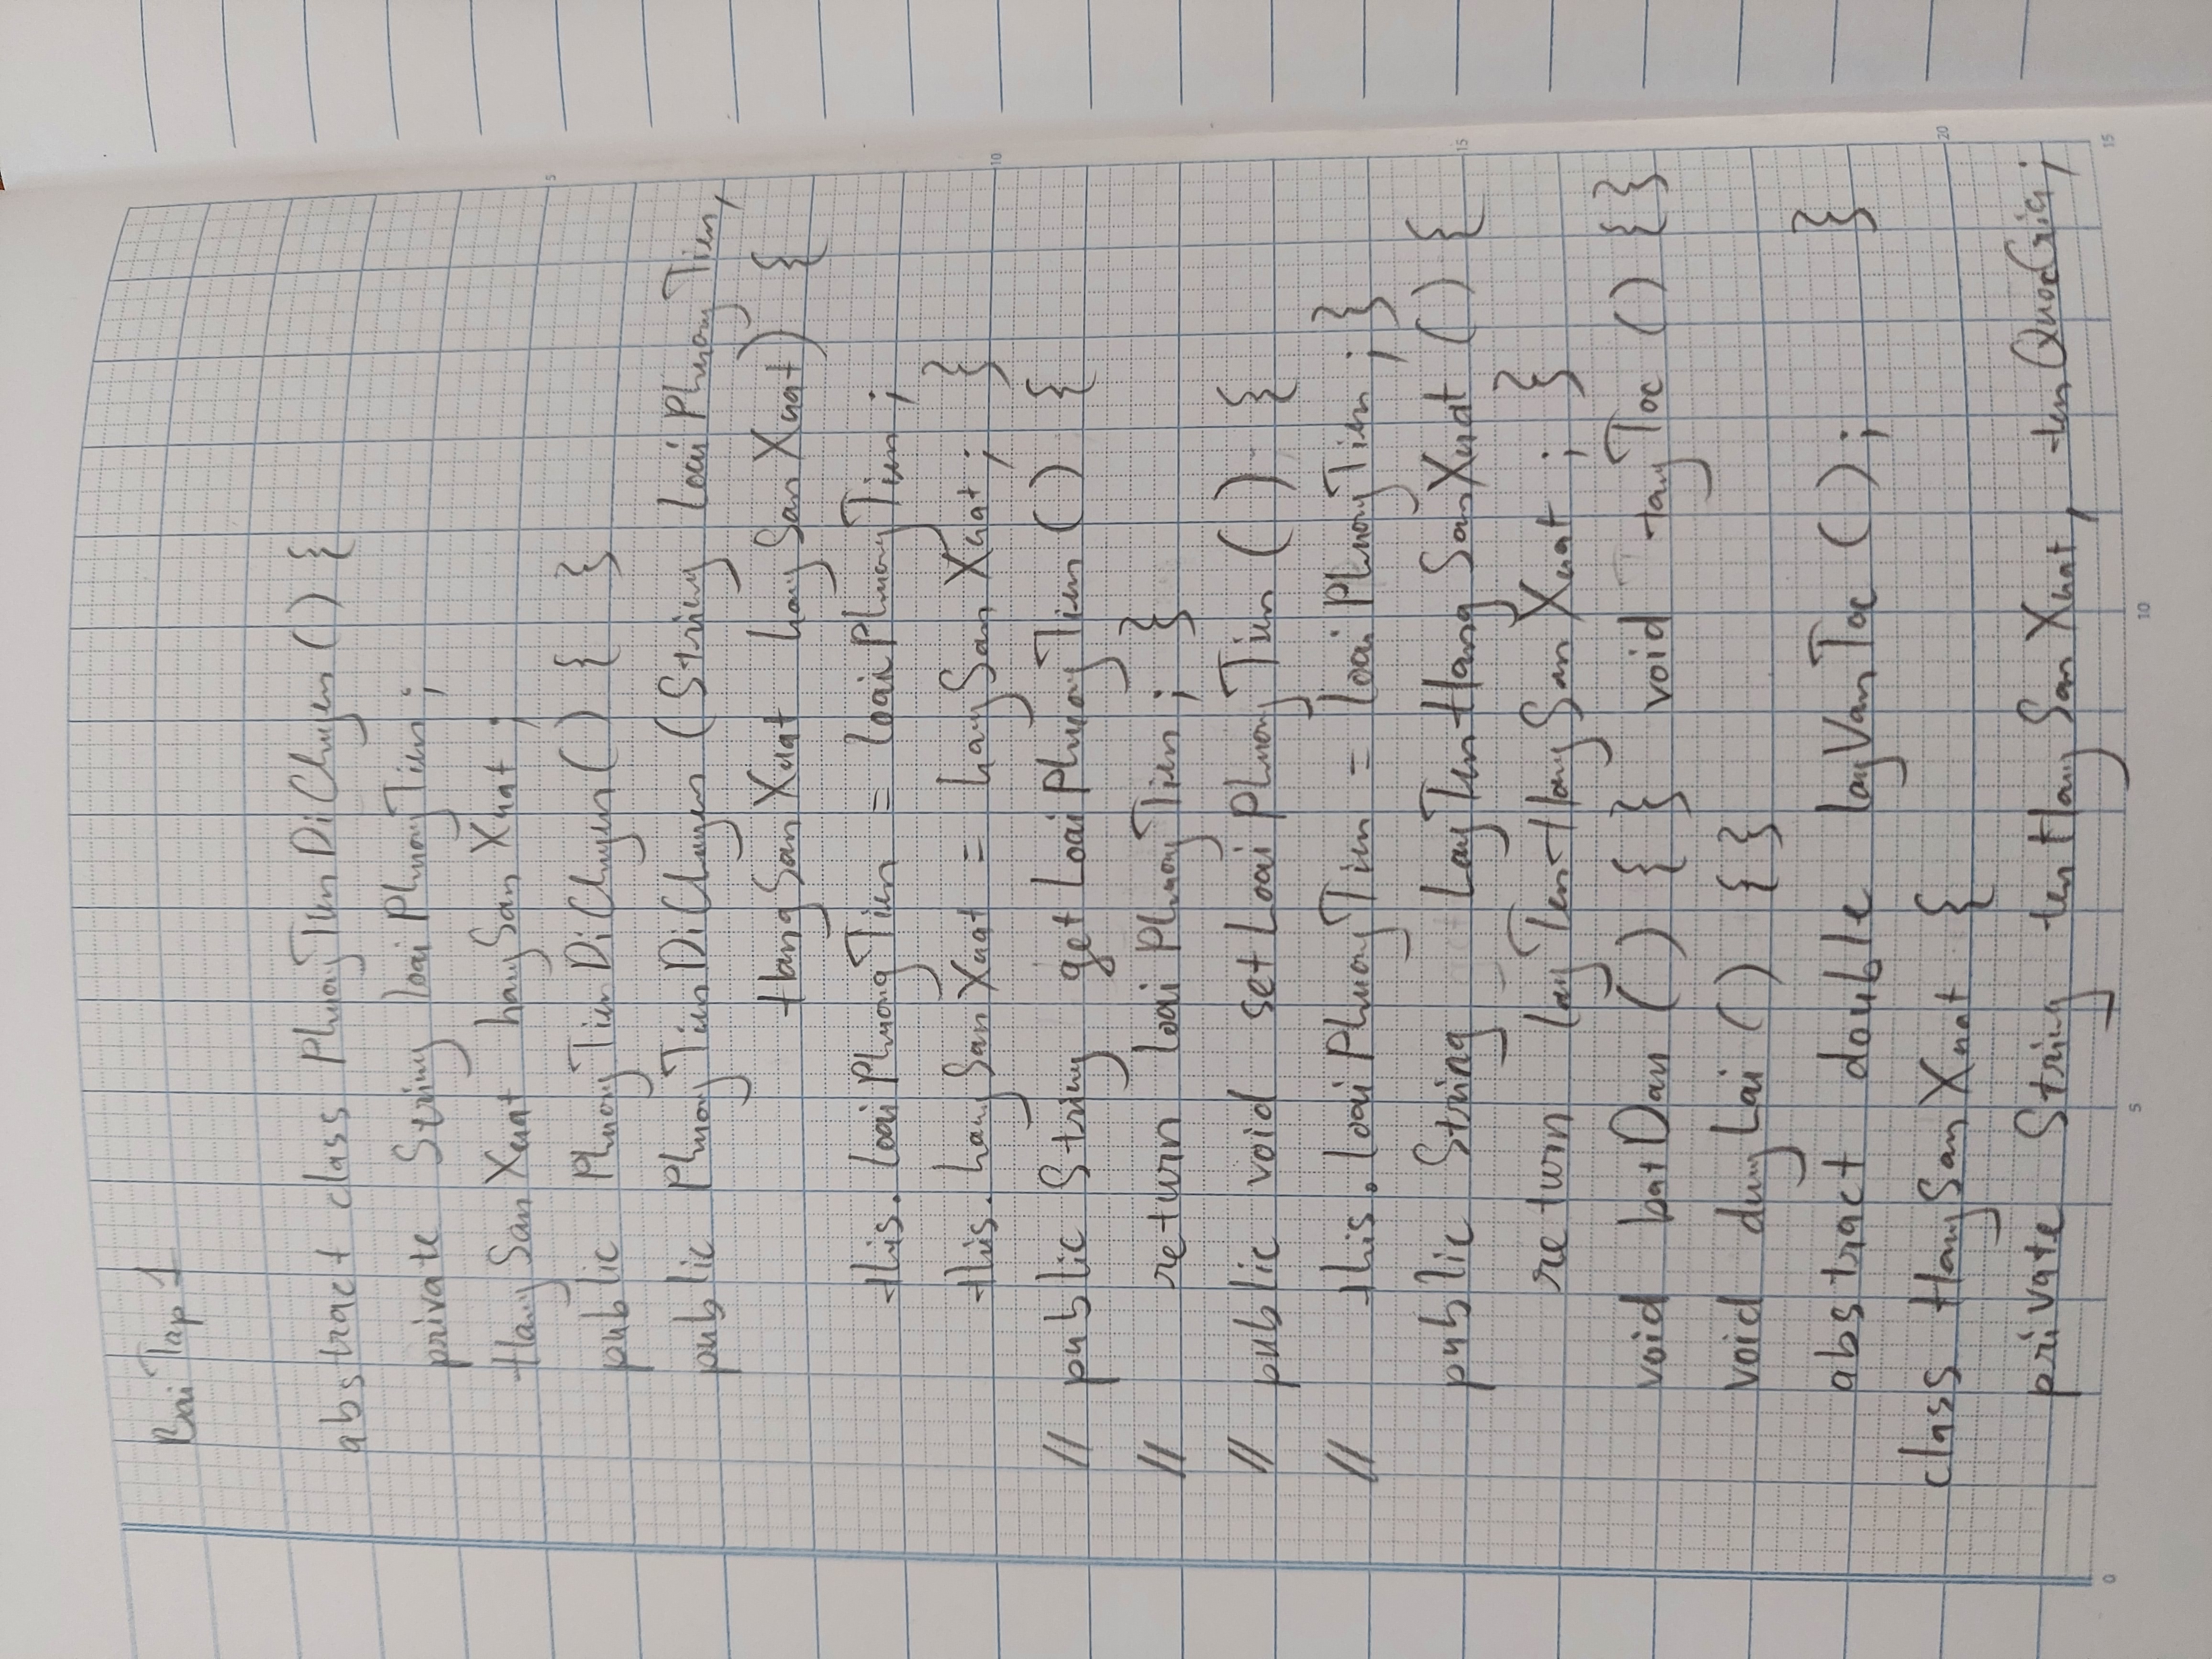 Bai Tap 1
abstract class PhuongTienDiChuyen () {
private String loaiPhuongTien ;
HangSanXuat hangSanXuat ;
public PhuongTienDiChuyen () { }
public PhuongTienDiChuyen (String loaiPhuongTien,
HangSanXuat hangSanXuat) {
this. loaiPhuongTien = loaiPhuongTien ;
this. hangSanXuat = hangSanXuat ; }
// public String getLoaiPhuongTien () {
// return loaiPhuongTien ; }
// public void setLoaiPhuongTien () {
// this. loaiPhuongTien = loaiPhuongTien ; }
public String LayTenHangSanXuat () {
return layTenHangSanXuat ; }
void batDau () { } void tangToc () {}
void dungLai () {}
abstract double layVanToc () ; }
class HangSanXuat {
private String tenHangSanXuat, tenQuocGia ;
5
10
15
20
0 5 10 15